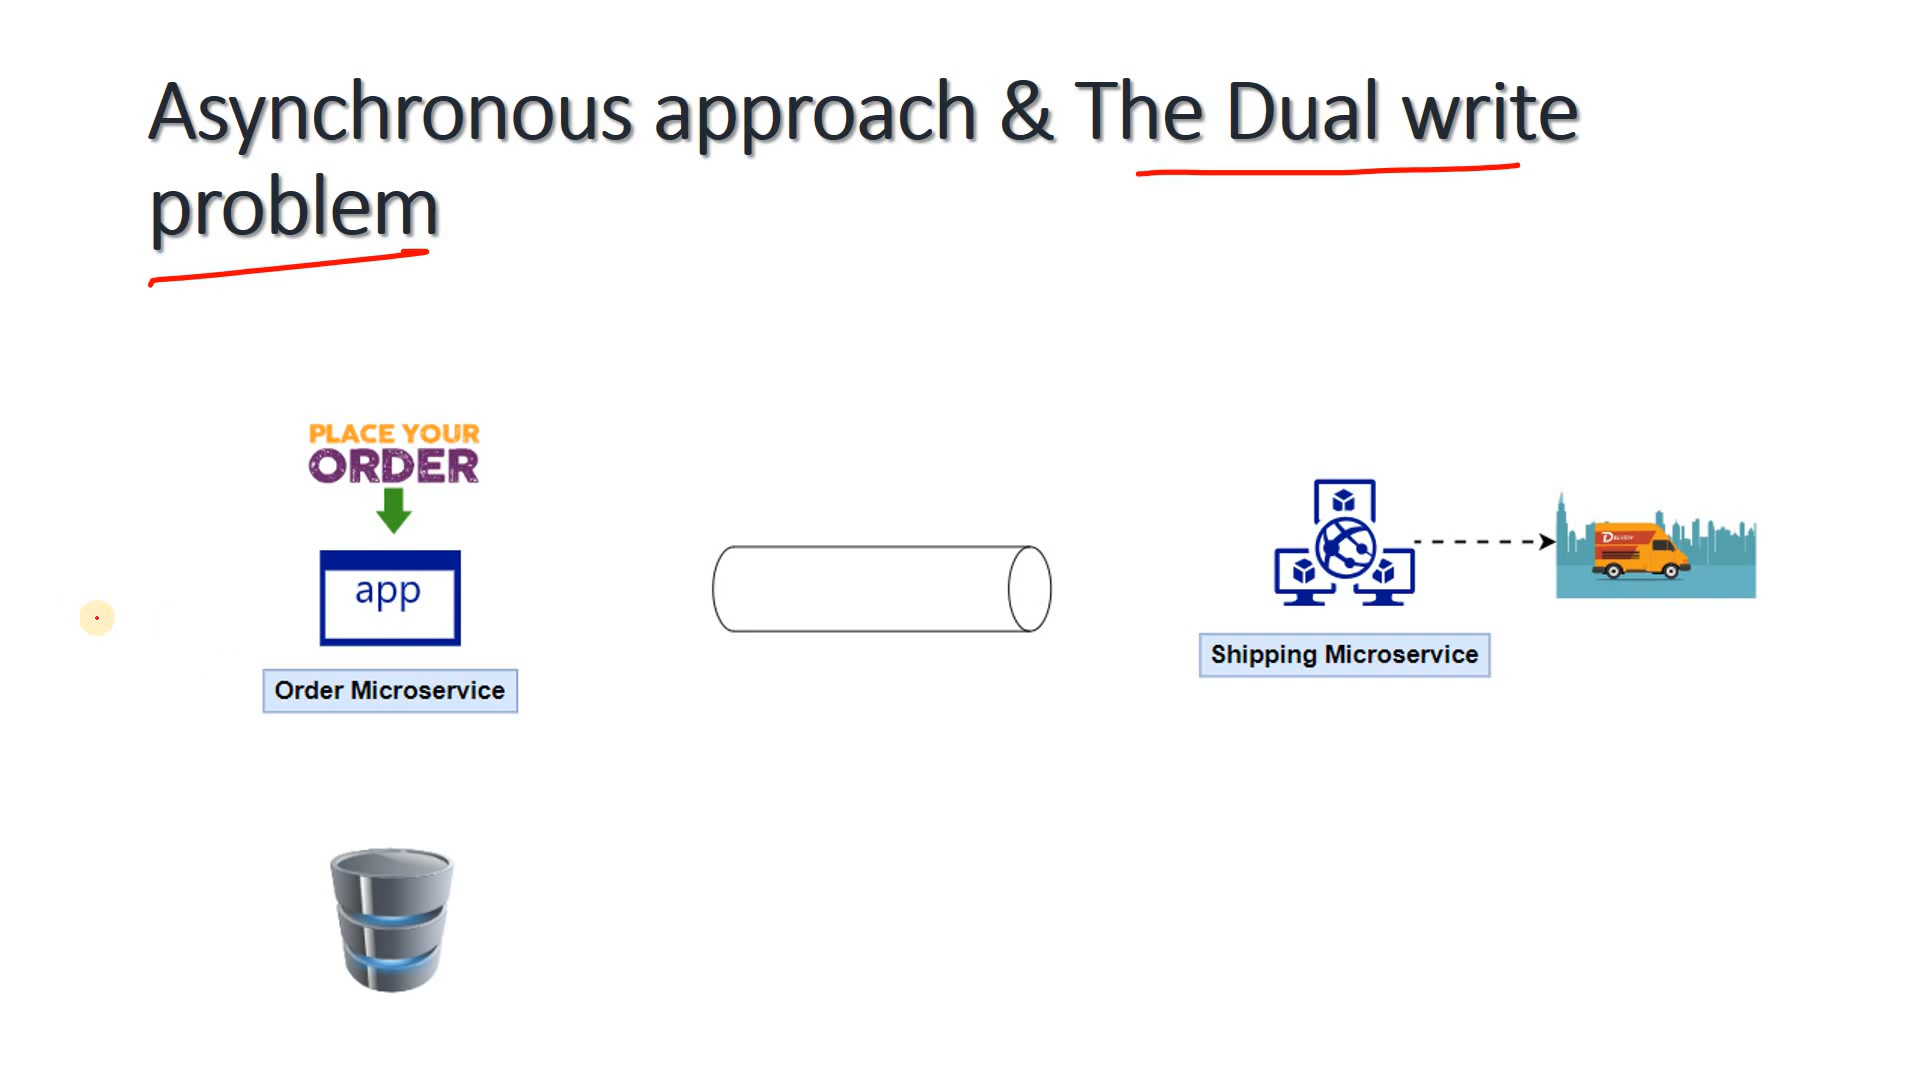 Asynchronous approach & The Dual write
problem
PLACE YOUR
ORDER
app
Order Microservice
Shipping Microservice